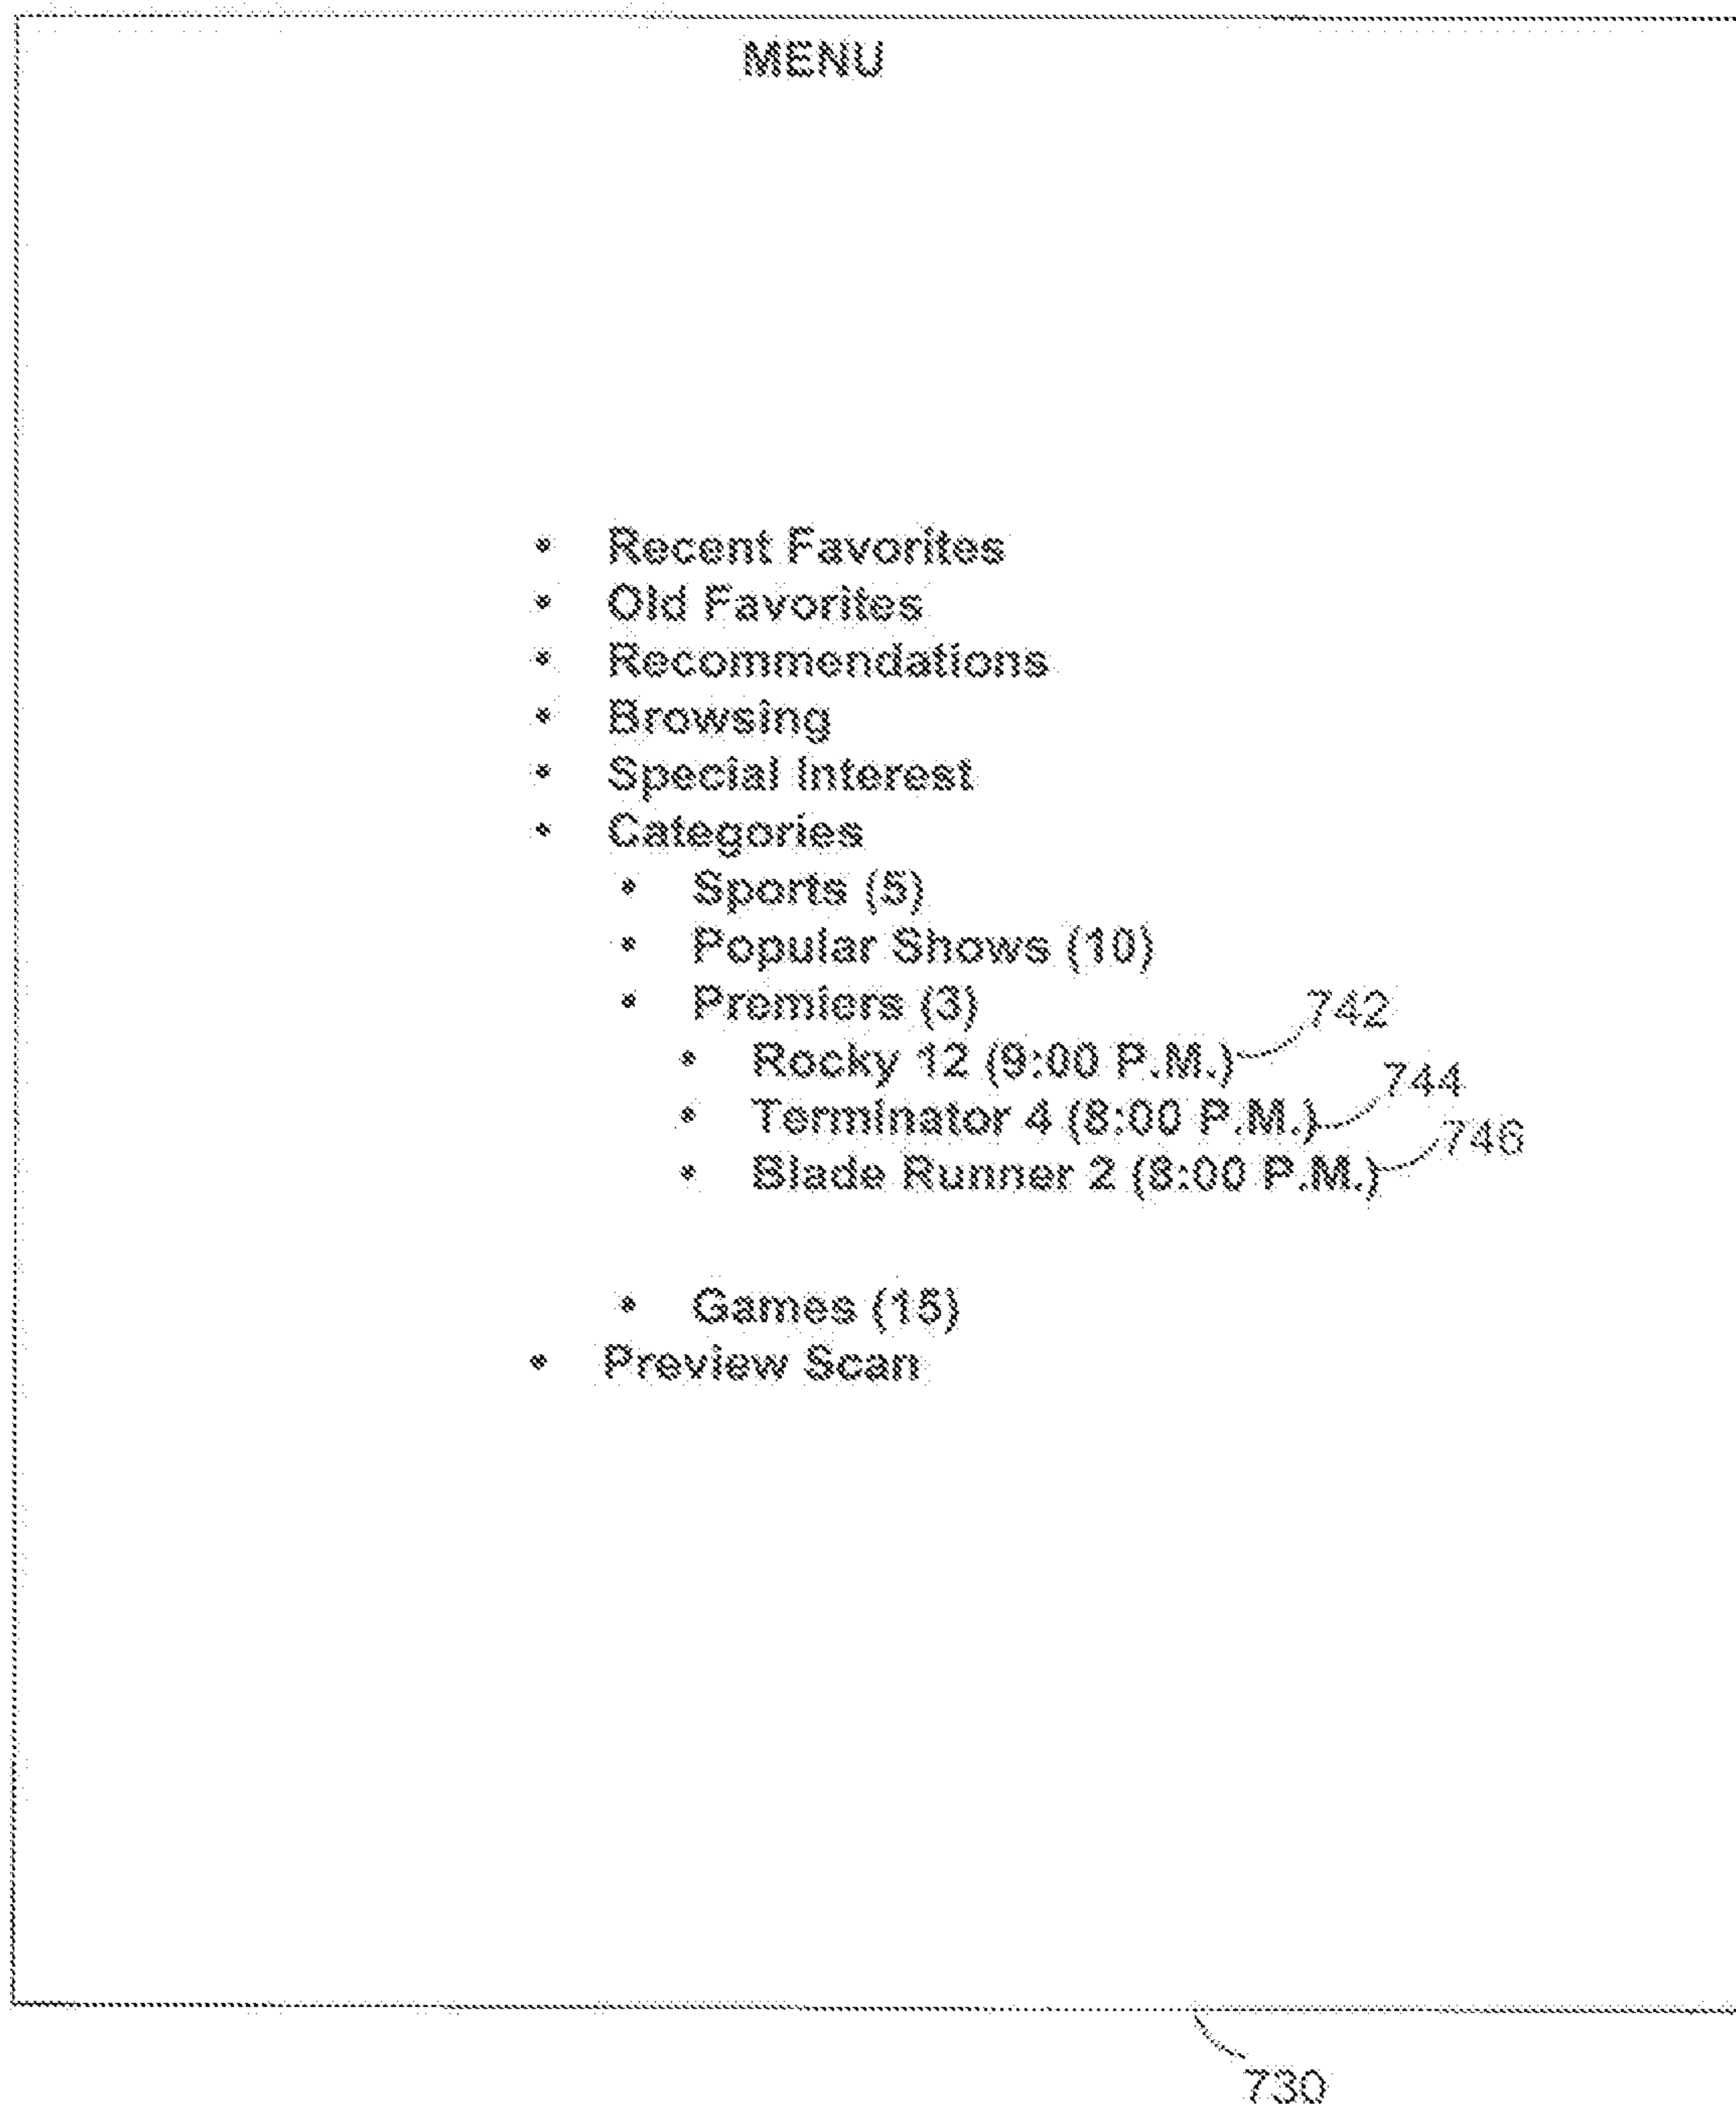 MENU
• Recent Favorites
• Old Favorites
• Recommendations
• Browsing
• Special Interest
• Categories
• Sports (5)
• Popular Shows (10)
• Premiers (3)
742
• Rocky 12 (9:00 P.M.)
744
• Terminator 4 (8:00 P.M.)
746
• Blade Runner 2 (8:00 P.M.)
• Games (15)
• Preview Scan
730